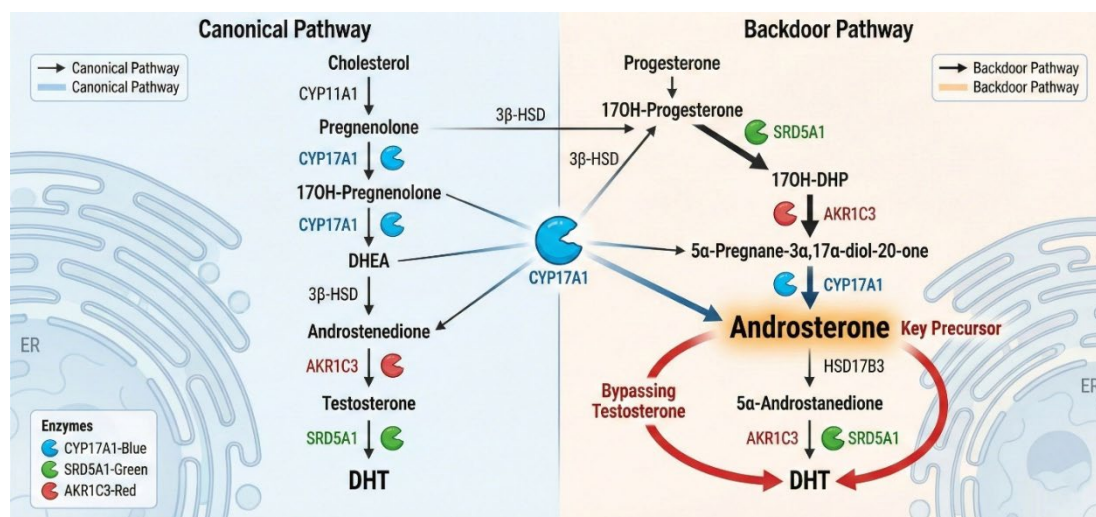 Canonical Pathway
Canonical Pathway
Canonical Pathway
Cholesterol
CYP11A1
Pregnenolone
3β-HSD
CYP17A1
17OH-Pregnenolone
CYP17A1
DHEA
3β-HSD
Androstenedione
AKR1C3
Testosterone
SRD5A1
DHT
ER
Enzymes
CYP17A1-Blue
SRD5A1-Green
AKR1C3-Red
CYP17A1
Backdoor Pathway
Backdoor Pathway
Backdoor Pathway
Progesterone
17OH-Progesterone
3β-HSD
SRD5A1
17OH-DHP
AKR1C3
5α-Pregnane-3α,17α-diol-20-one
CYP17A1
Androsterone
Key Precursor
HSD17B3
Bypassing
Testosterone
5α-Androstanedione
AKR1C3
SRD5A1
DHT
ER